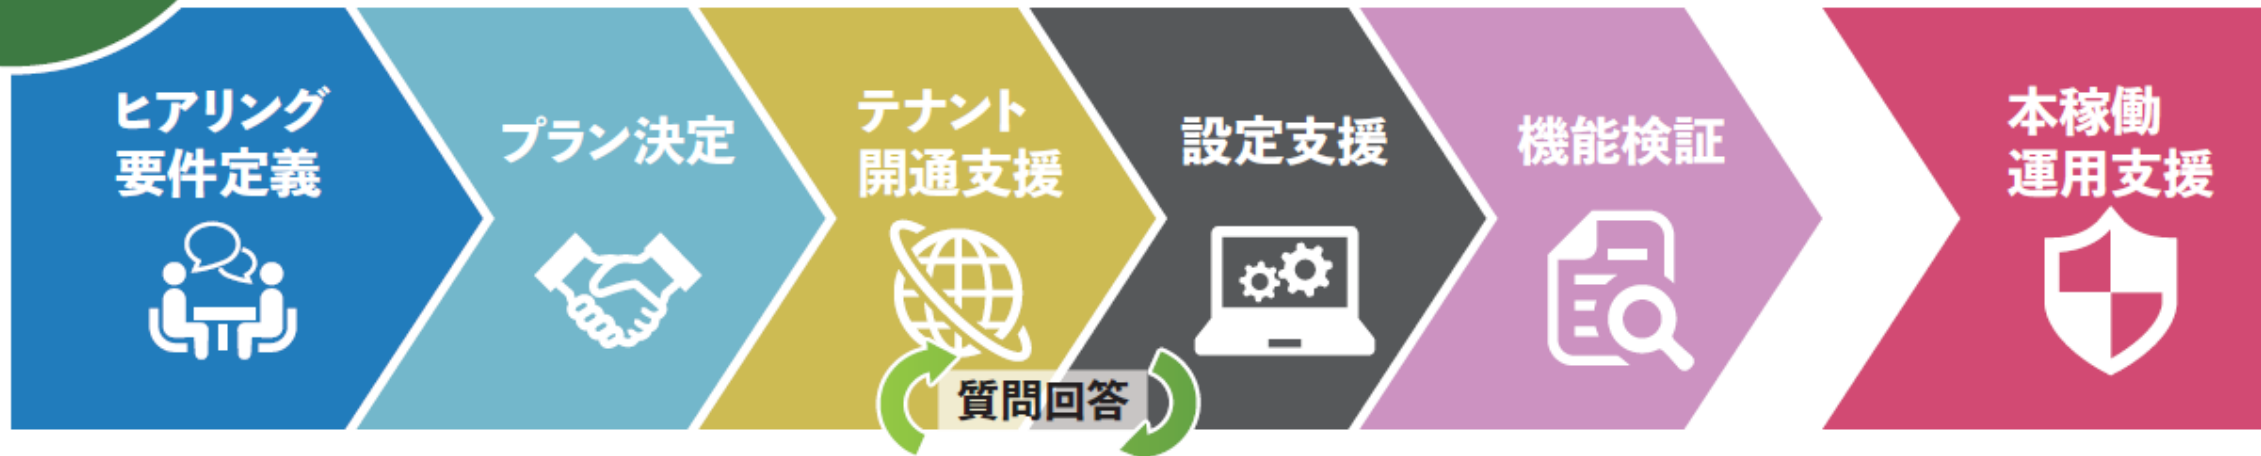 ヒアリング
要件定義
プラン決定
テナント
開通支援
設定支援
機能検証
本稼働
運用支援
質問回答